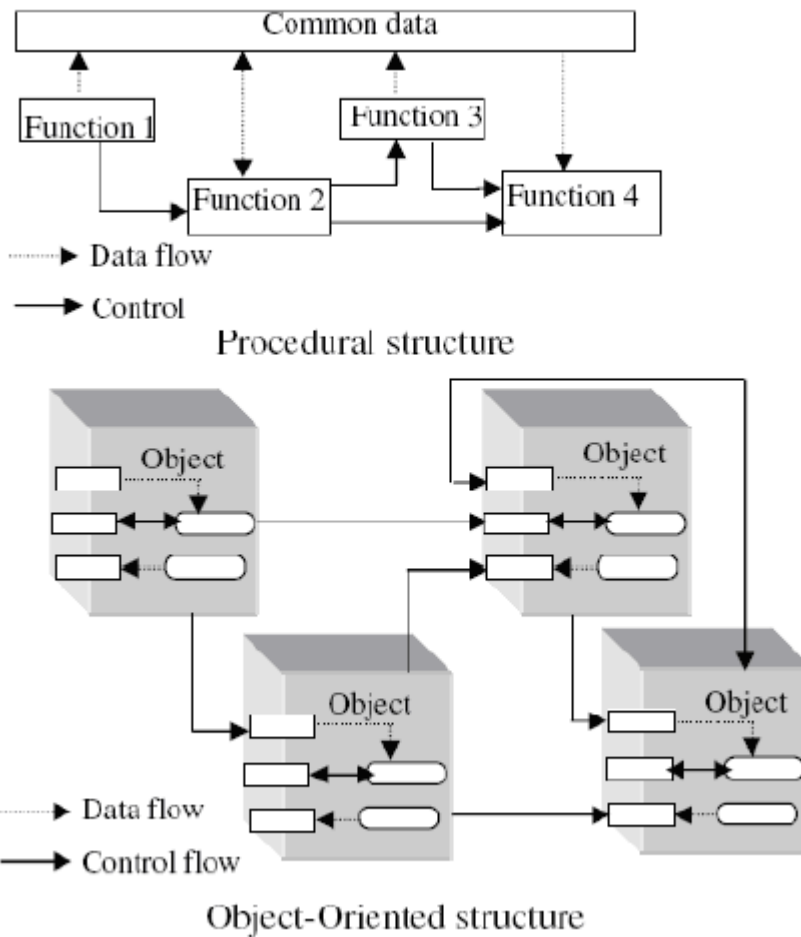 Common data
Function 1
Function 3
Function 2
Function 4
Data flow
Control
Procedural structure
Object
Object
Object
Object
Data flow
Control flow
Object-Oriented structure